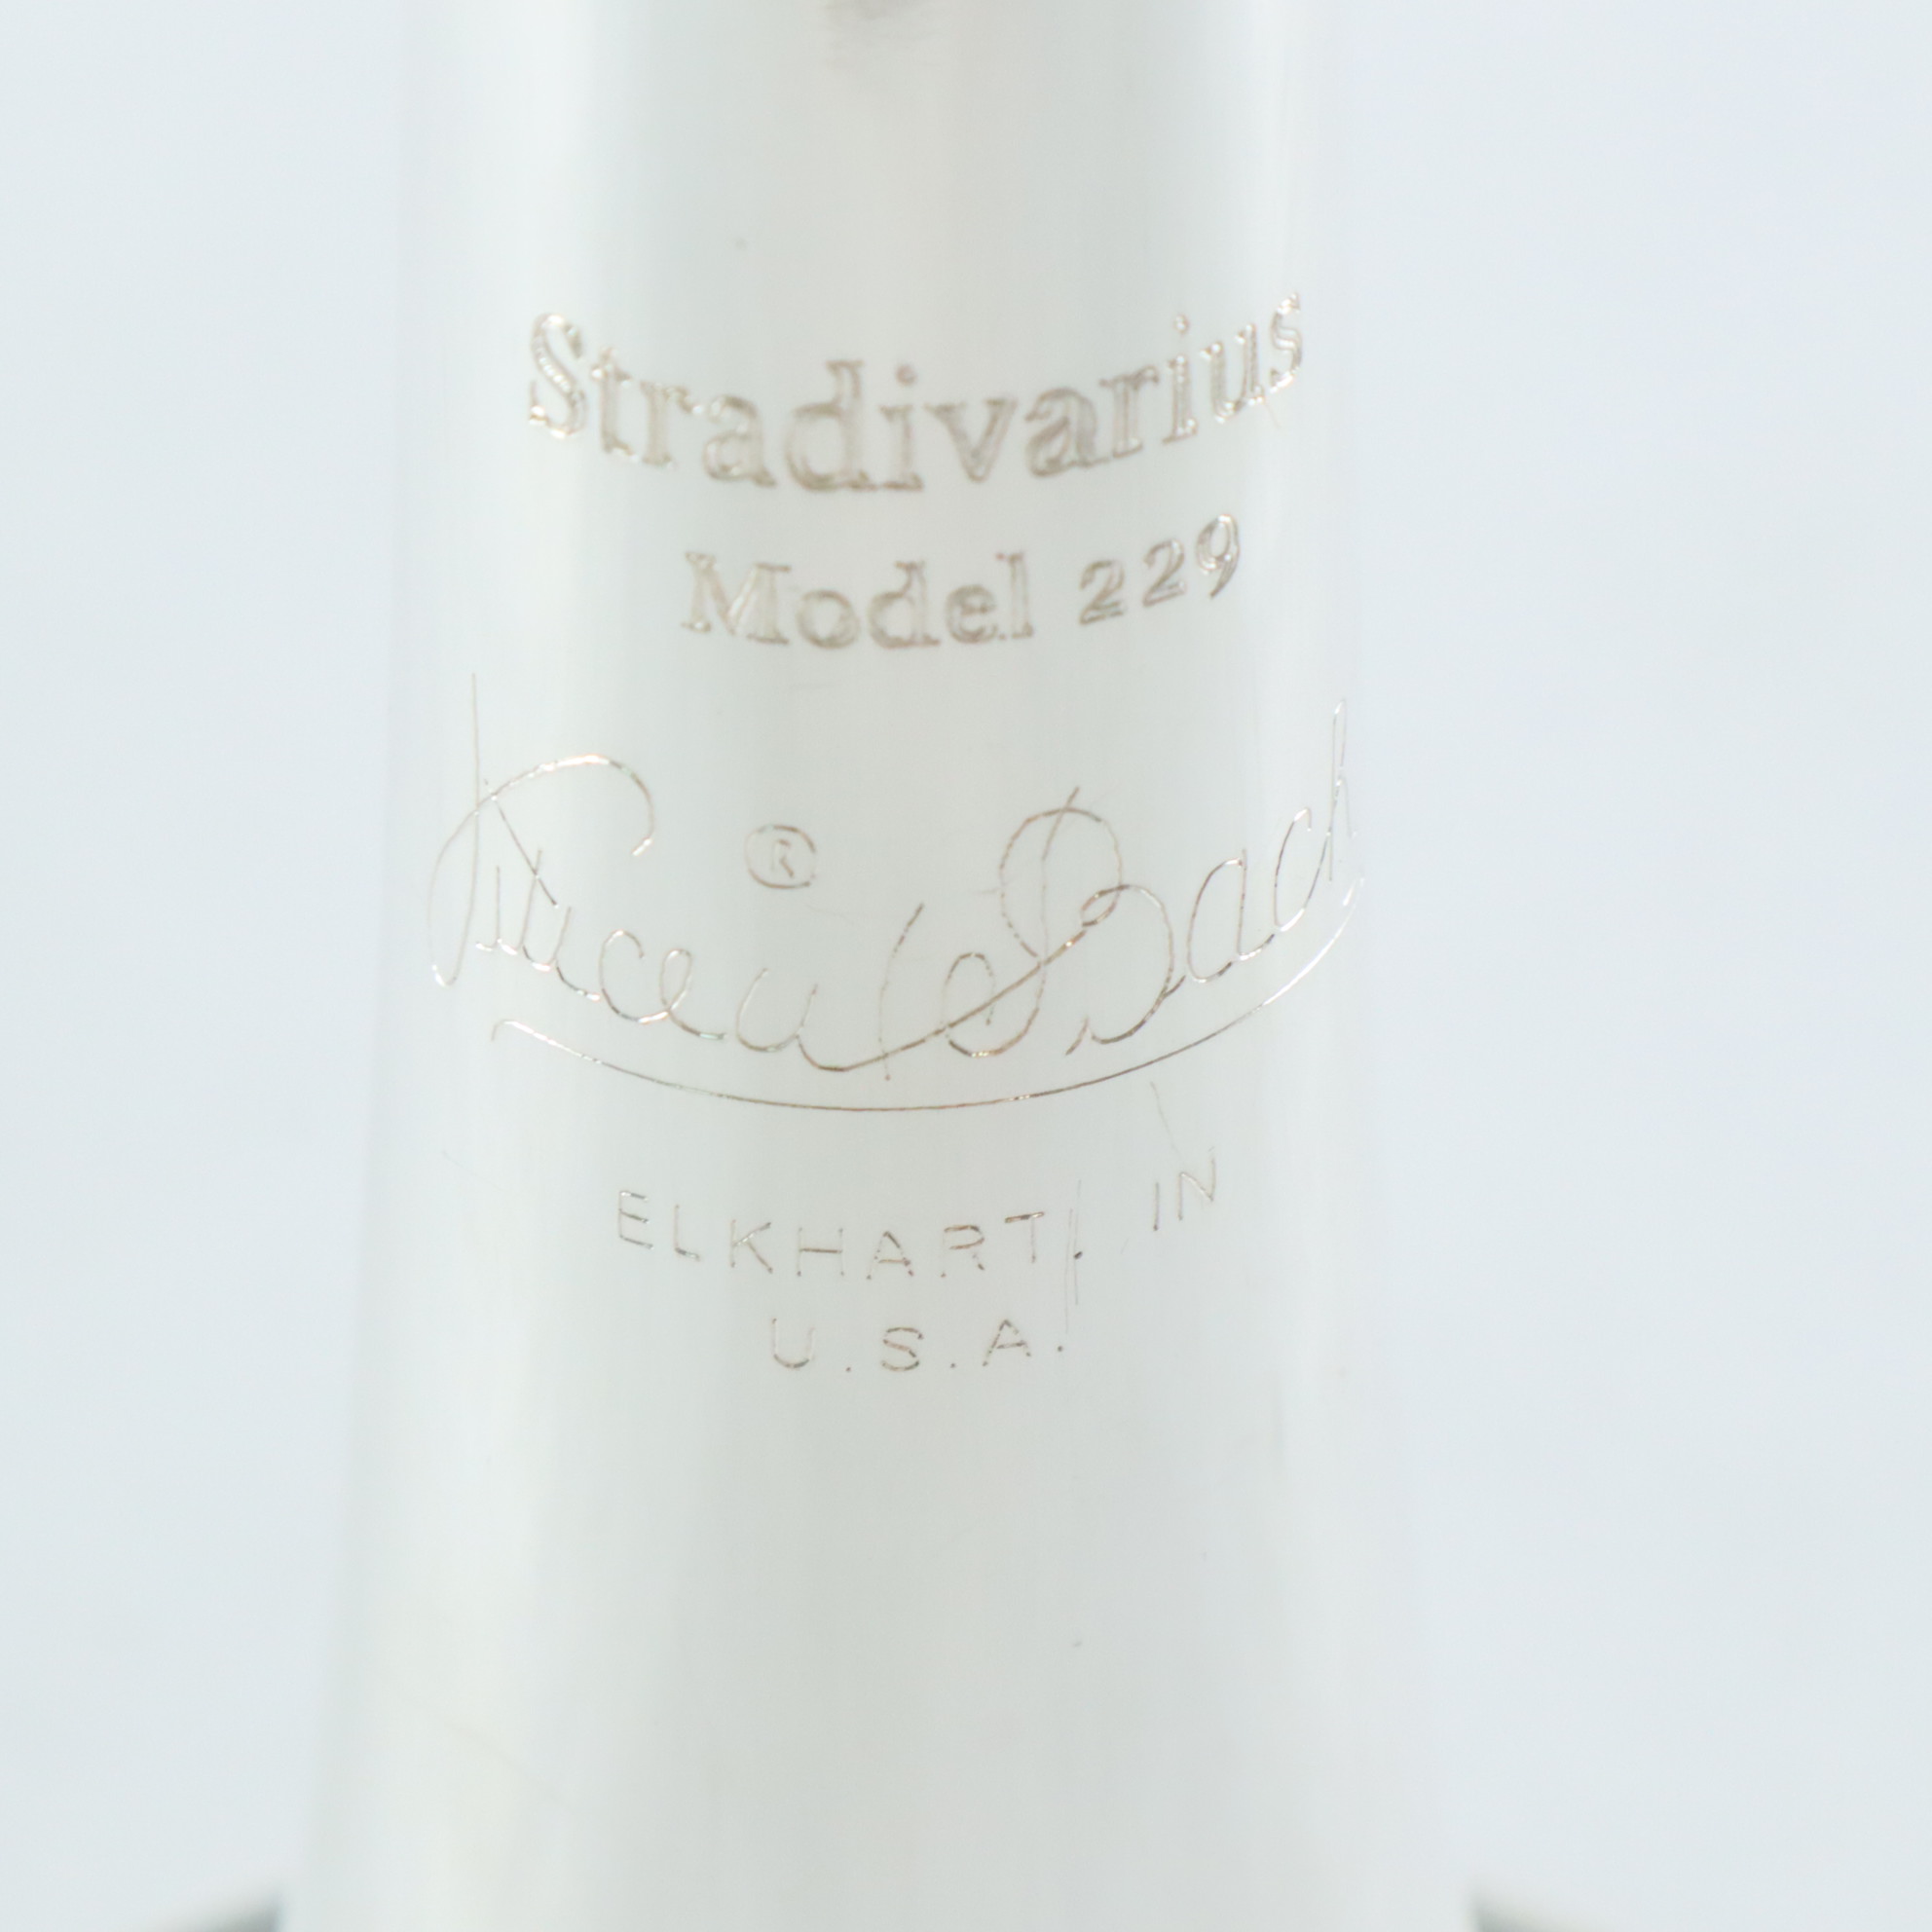 Stradivarius
Model 229
®
Vincent Bach
ELKHART, IN
U.S.A.